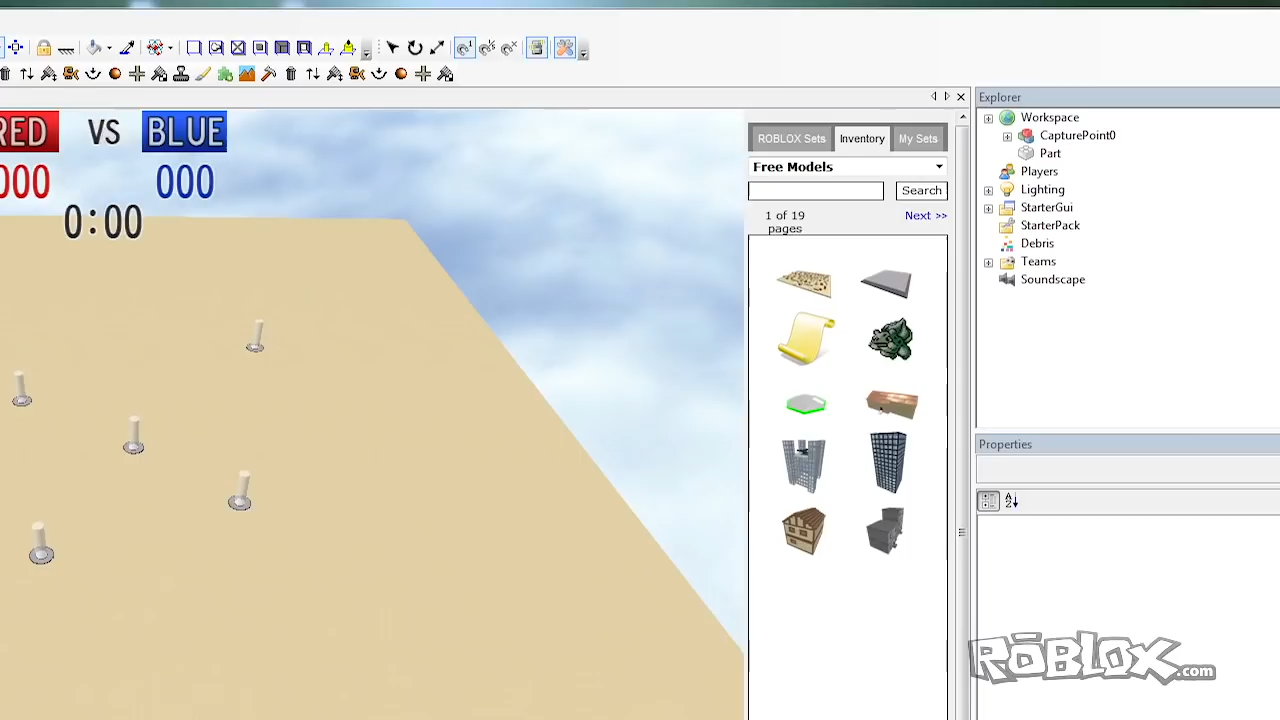 Explorer
RED VS BLUE
000 000
0:00
ROBLOX Sets Inventory My Sets
Free Models
Search
1 of 19
pages
Next >>
Workspace
CapturePoint0
Part
Players
Lighting
StarterGui
StarterPack
Debris
Teams
Soundscape
Properties
ROBLOX.com